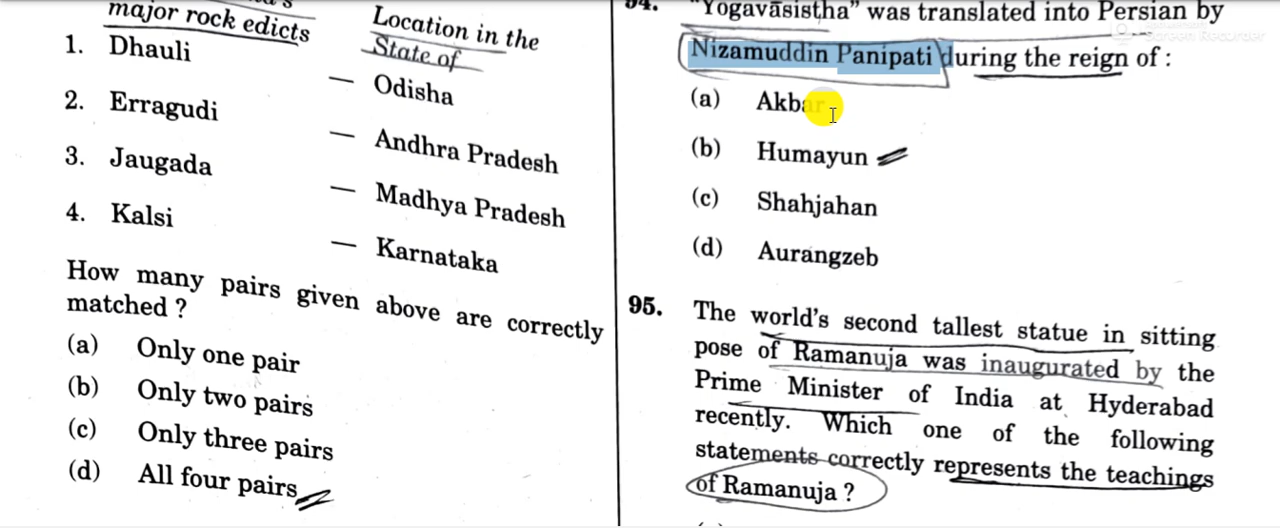 major rock edicts
Location in the
State of
1. Dhauli — Odisha
2. Erragudi — Andhra Pradesh
3. Jaugada — Madhya Pradesh
4. Kalsi — Karnataka
How many pairs given above are correctly
matched ?
(a) Only one pair
(b) Only two pairs
(c) Only three pairs
(d) All four pairs
94. "Yogavāsistha" was translated into Persian by
Nizamuddin Panipati during the reign of :
(a) Akbar
(b) Humayun
(c) Shahjahan
(d) Aurangzeb
95. The world's second tallest statue in sitting
pose of Ramanuja was inaugurated by the
Prime Minister of India at Hyderabad
recently. Which one of the following
statements correctly represents the teachings
of Ramanuja ?
Screen Recorder